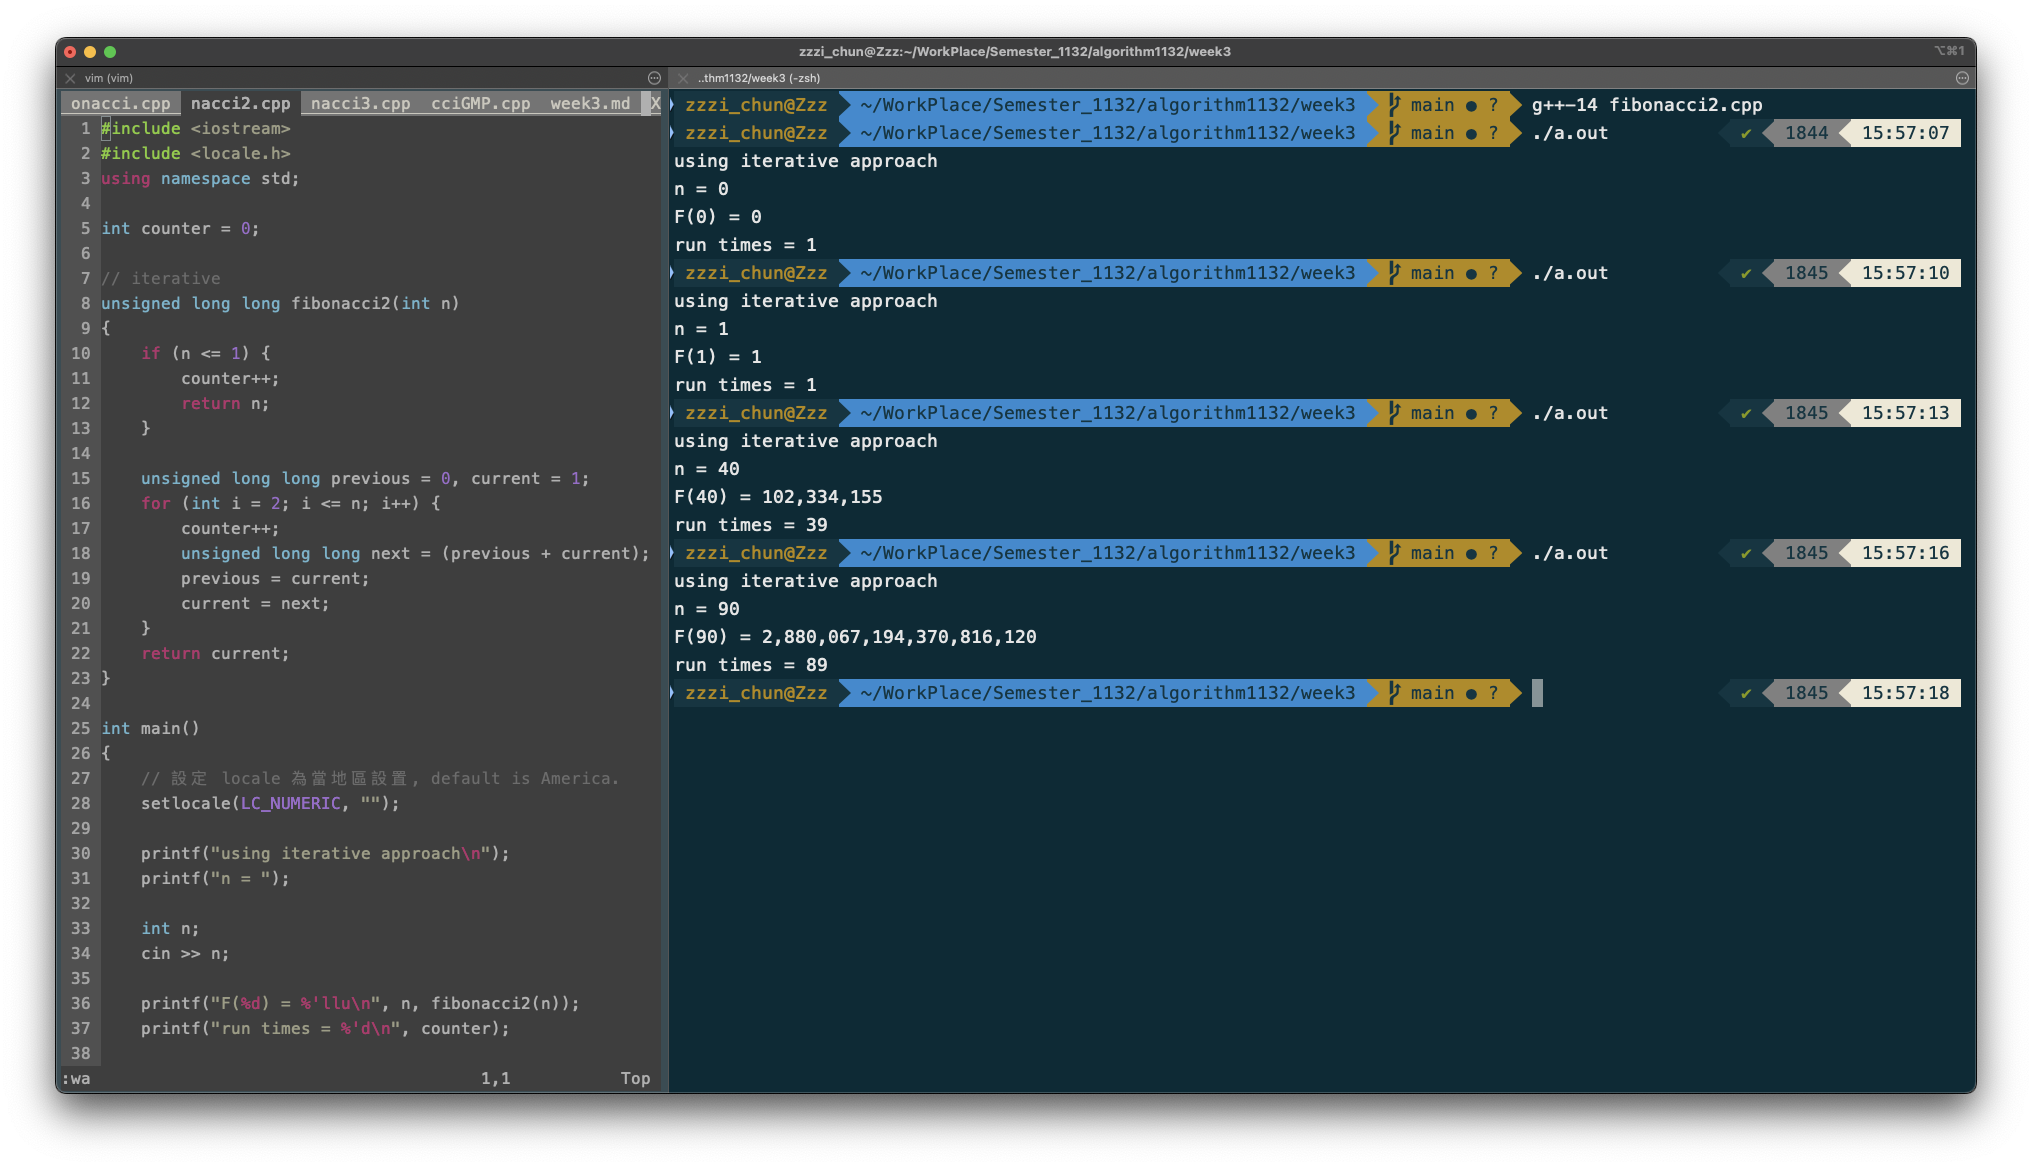 zzzi_chun@Zzz:~/WorkPlace/Semester_1132/algorithm1132/week3
⌥⌘1
vim (vim)
onacci.cpp nacci2.cpp nacci3.cpp cciGMP.cpp week3.md X
1 #include <iostream>
2 #include <locale.h>
3 using namespace std;
4
5 int counter = 0;
6
7 // iterative
8 unsigned long long fibonacci2(int n)
9 {
10     if (n <= 1) {
11         counter++;
12         return n;
13     }
14
15     unsigned long long previous = 0, current = 1;
16     for (int i = 2; i <= n; i++) {
17         counter++;
18         unsigned long long next = (previous + current);
19         previous = current;
20         current = next;
21     }
22     return current;
23 }
24
25 int main()
26 {
27     // 設定 locale 為當地區設置, default is America.
28     setlocale(LC_NUMERIC, "");
29
30     printf("using iterative approach\n");
31     printf("n = ");
32
33     int n;
34     cin >> n;
35
36     printf("F(%d) = %'llu\n", n, fibonacci2(n));
37     printf("run times = %'d\n", counter);
38
:wa 1,1 Top
..thm1132/week3 (-zsh)
zzzi_chun@Zzz ~/WorkPlace/Semester_1132/algorithm1132/week3 main ● ? g++-14 fibonacci2.cpp
zzzi_chun@Zzz ~/WorkPlace/Semester_1132/algorithm1132/week3 main ● ? ./a.out ✔ 1844 15:57:07
using iterative approach
n = 0
F(0) = 0
run times = 1
zzzi_chun@Zzz ~/WorkPlace/Semester_1132/algorithm1132/week3 main ● ? ./a.out ✔ 1845 15:57:10
using iterative approach
n = 1
F(1) = 1
run times = 1
zzzi_chun@Zzz ~/WorkPlace/Semester_1132/algorithm1132/week3 main ● ? ./a.out ✔ 1845 15:57:13
using iterative approach
n = 40
F(40) = 102,334,155
run times = 39
zzzi_chun@Zzz ~/WorkPlace/Semester_1132/algorithm1132/week3 main ● ? ./a.out ✔ 1845 15:57:16
using iterative approach
n = 90
F(90) = 2,880,067,194,370,816,120
run times = 89
zzzi_chun@Zzz ~/WorkPlace/Semester_1132/algorithm1132/week3 main ● ? ✔ 1845 15:57:18